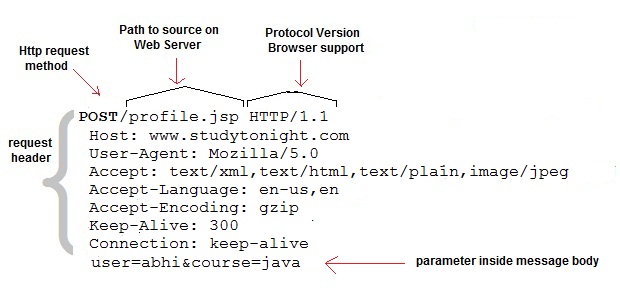 Path to source on
Web Server
Protocol Version
Browser support
Http request
method
POST/profile.jsp HTTP/1.1
request
header
Host: www.studytonight.com
User-Agent: Mozilla/5.0
Accept: text/xml,text/html,text/plain,image/jpeg
Accept-Language: en-us,en
Accept-Encoding: gzip
Keep-Alive: 300
Connection: keep-alive
user=abhi&course=java
parameter inside message body